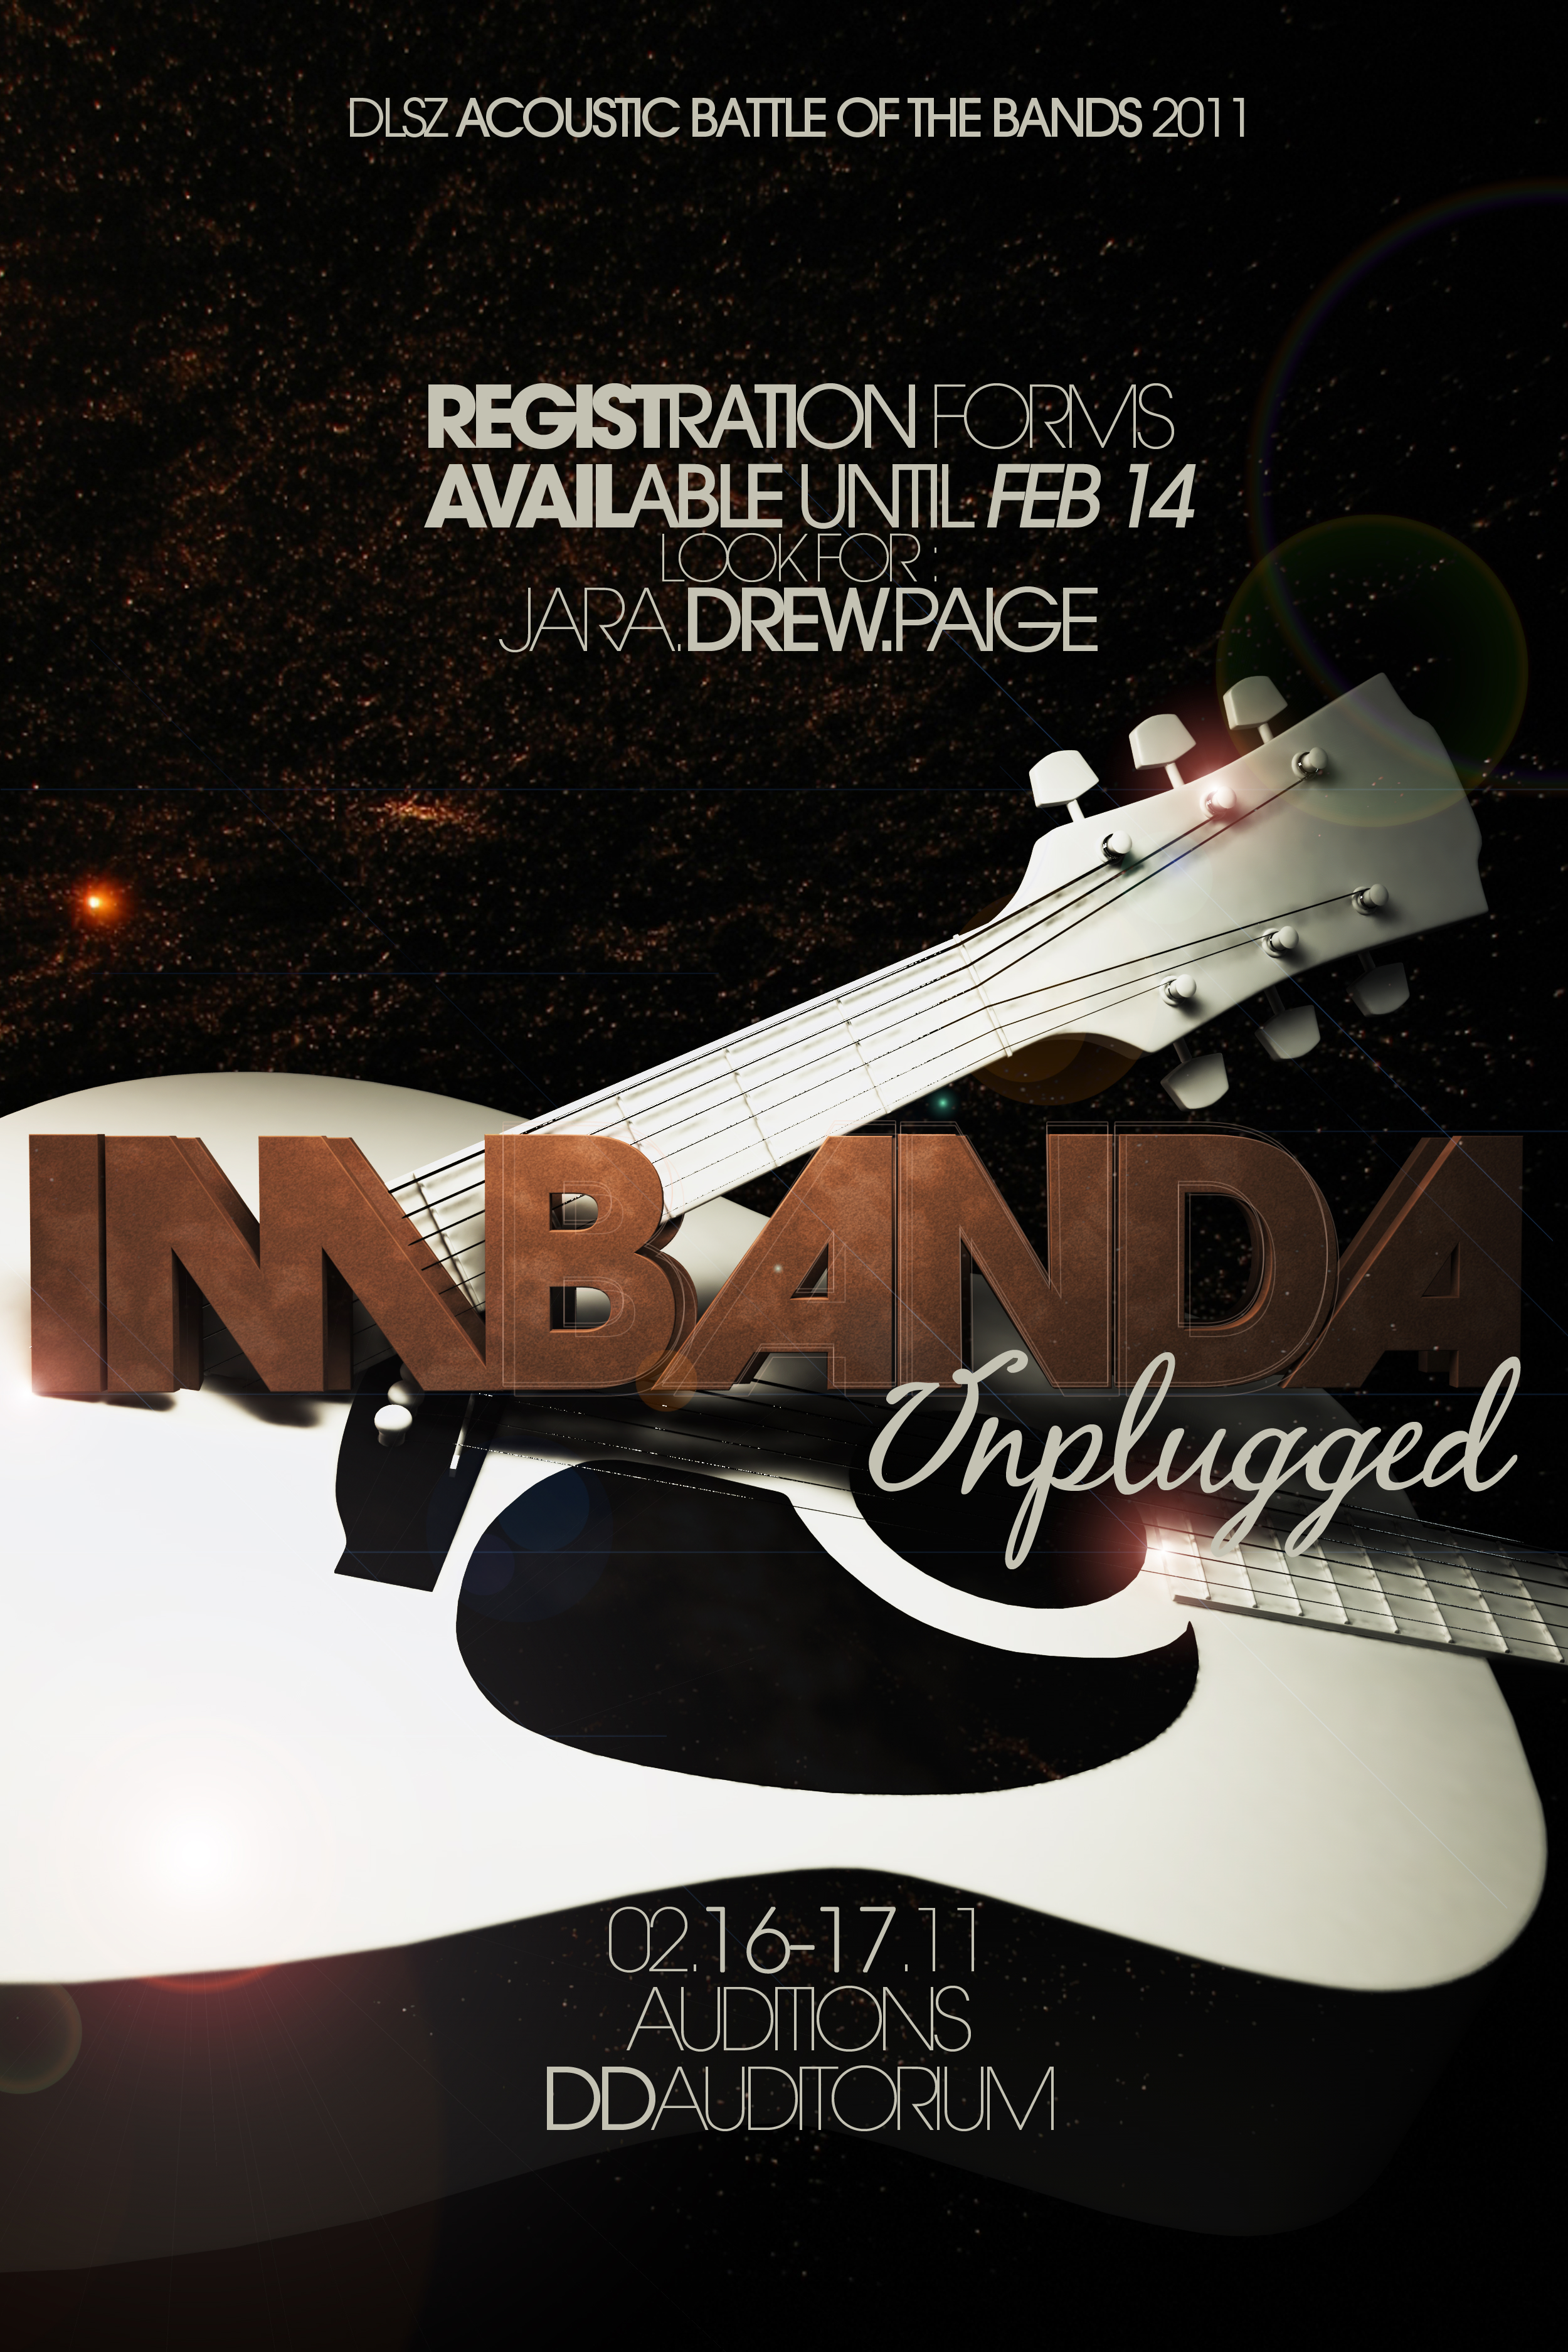 DLSZ ACOUSTIC BATTLE OF THE BANDS 2011
REGISTRATION FORMS
AVAILABLE UNTIL FEB 14
LOOK FOR :
JARA.DREW.PAIGE
IMBANDA
Unplugged
02.16-17.11
AUDITIONS
DDAUDITORIUM